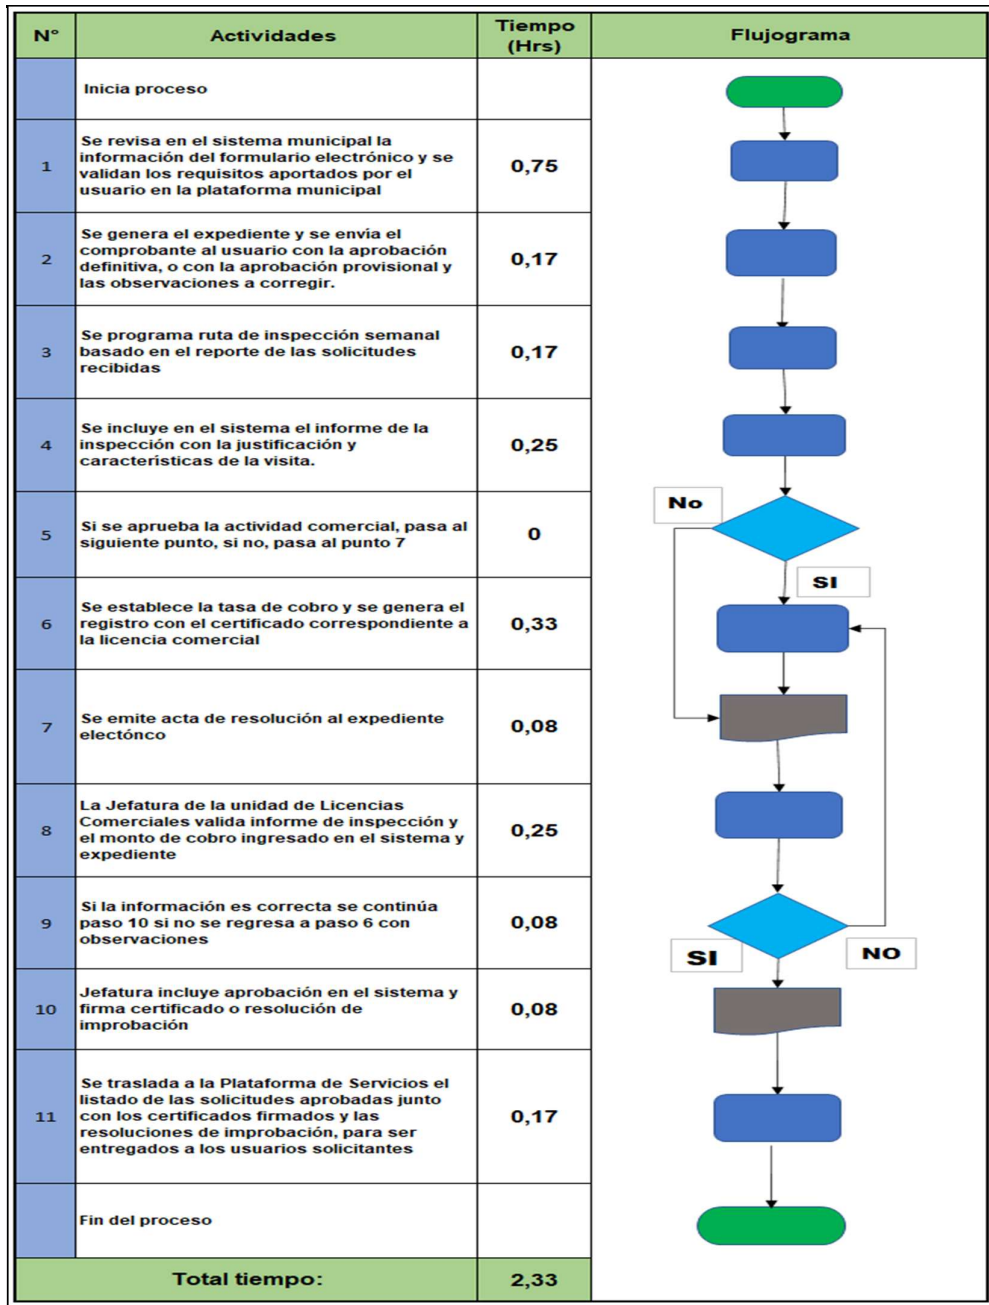 N°
Actividades
Tiempo
(Hrs)
Flujograma
Inicia proceso
1
Se revisa en el sistema municipal la
información del formulario electrónico y se
validan los requisitos aportados por el
usuario en la plataforma municipal
0,75
2
Se genera el expediente y se envía el
comprobante al usuario con la aprobación
definitiva, o con la aprobación provisional y
las observaciones a corregir.
0,17
3
Se programa ruta de inspección semanal
basado en el reporte de las solicitudes
recibidas
0,17
4
Se incluye en el sistema el informe de la
inspección con la justificación y
características de la visita.
0,25
No
5
Si se aprueba la actividad comercial, pasa al
siguiente punto, si no, pasa al punto 7
0
SI
6
Se establece la tasa de cobro y se genera el
registro con el certificado correspondiente a
la licencia comercial
0,33
7
Se emite acta de resolución al expediente
electónco
0,08
8
La Jefatura de la unidad de Licencias
Comerciales valida informe de inspección y
el monto de cobro ingresado en el sistema y
expediente
0,25
9
Si la información es correcta se continúa
paso 10 si no se regresa a paso 6 con
observaciones
0,08
SI
NO
10
Jefatura incluye aprobación en el sistema y
firma certificado o resolución de
improbación
0,08
11
Se traslada a la Plataforma de Servicios el
listado de las solicitudes aprobadas junto
con los certificados firmados y las
resoluciones de improbación, para ser
entregados a los usuarios solicitantes
0,17
Fin del proceso
Total tiempo:
2,33